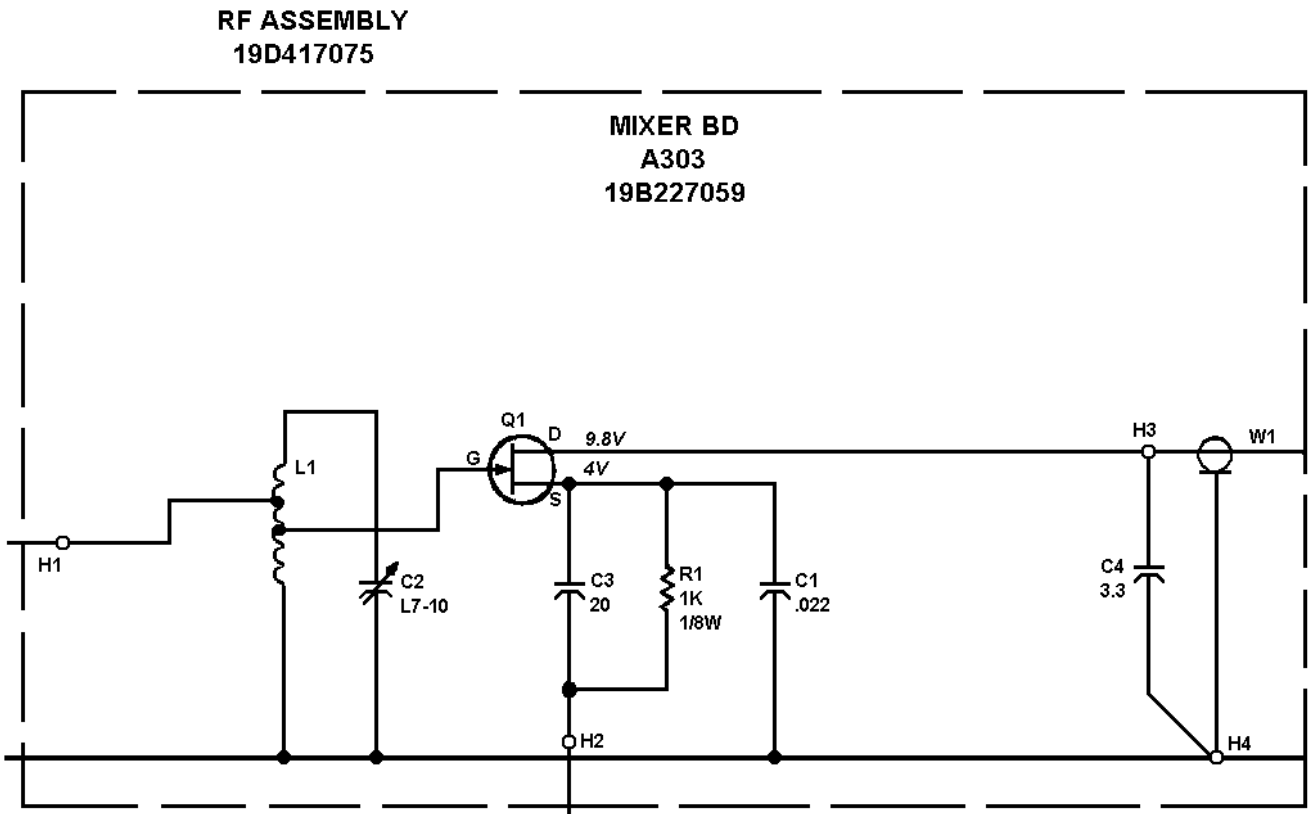 RF ASSEMBLY
19D417075
MIXER BD
A303
19B227059
Q1
D
9.8V
G
4V
S
H3
W1
L1
H1
C2
L7-10
C3
20
R1
1K
1/8W
C1
.022
C4
3.3
H2
H4